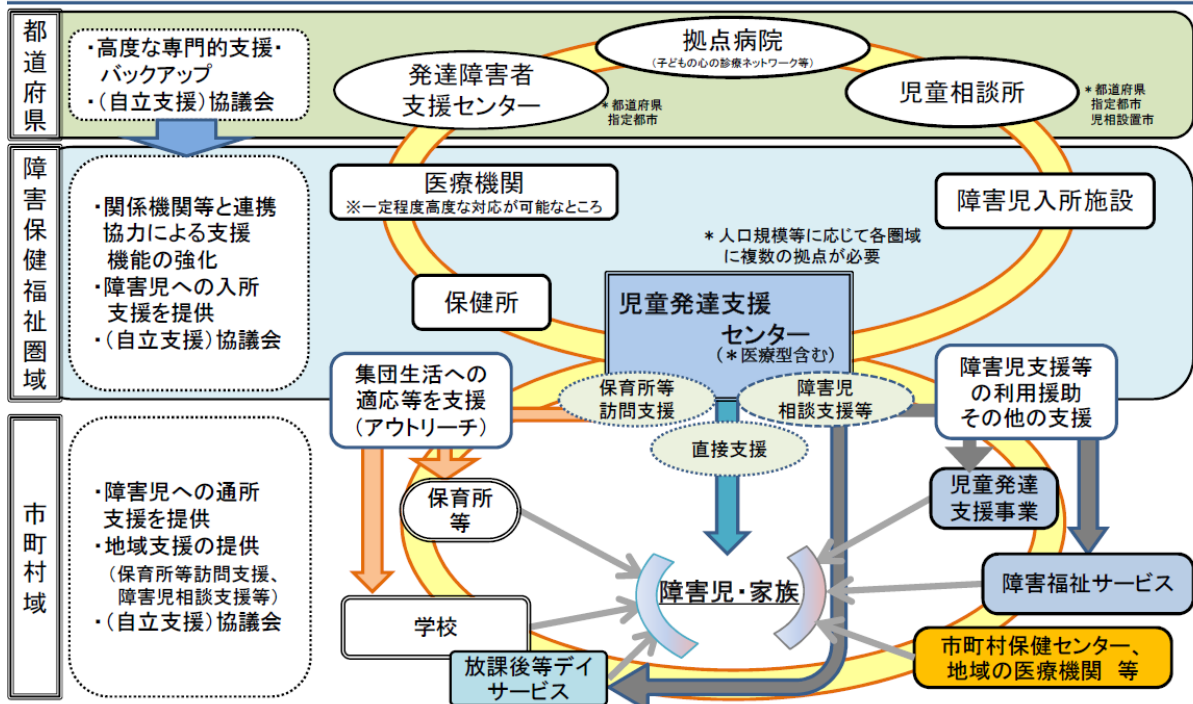 都道府県
・高度な専門的支援・
バックアップ
・(自立支援)協議会
発達障害者
支援センター
＊都道府県
指定都市
拠点病院
(子どもの心の診療ネットワーク等)
児童相談所
＊都道府県
指定都市
児相設置市
障害保健福祉圏域
・関係機関等と連携
協力による支援
機能の強化
・障害児への入所
支援を提供
・(自立支援)協議会
医療機関
※一定程度高度な対応が可能なところ
障害児入所施設
＊人口規模等に応じて各圏域
に複数の拠点が必要
保健所
児童発達支援
センター
(＊医療型含む)
集団生活への
適応等を支援
(アウトリーチ)
保育所等
訪問支援
障害児
相談支援等
障害児支援等
の利用援助
その他の支援
直接支援
市町村域
・障害児への通所
支援を提供
・地域支援の提供
(保育所等訪問支援、
障害児相談支援等)
・(自立支援)協議会
保育所
等
児童発達
支援事業
障害児・家族
障害福祉サービス
学校
放課後等デイ
サービス
市町村保健センター、
地域の医療機関 等